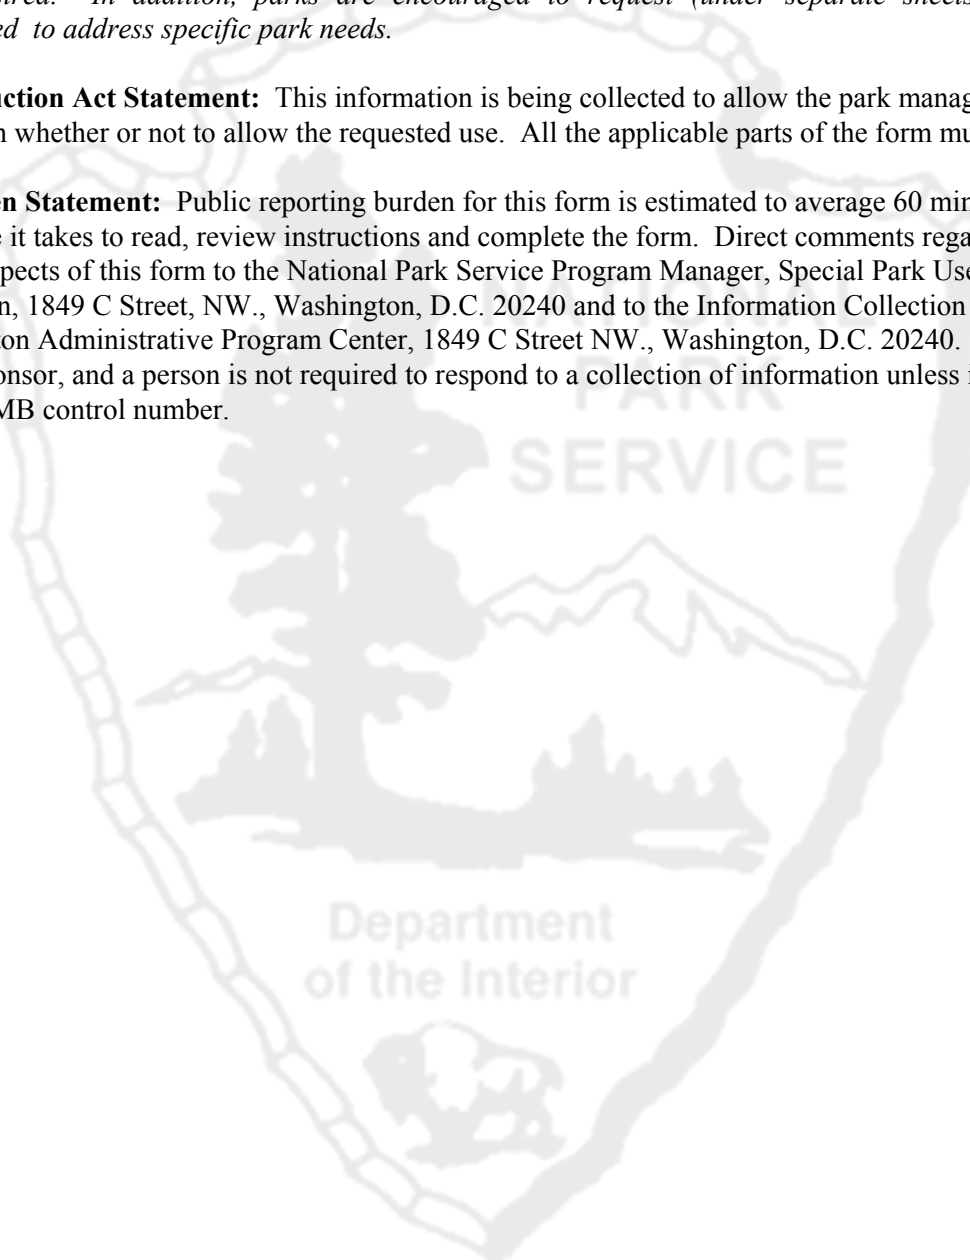 In addition, parks are encouraged to request (under separate sheets
ed to address specific park needs.
uction Act Statement: This information is being collected to allow the park manag
n whether or not to allow the requested use. All the applicable parts of the form mu
en Statement: Public reporting burden for this form is estimated to average 60 min
e it takes to read, review instructions and complete the form. Direct comments rega
pects of this form to the National Park Service Program Manager, Special Park Use
n, 1849 C Street, NW., Washington, D.C. 20240 and to the Information Collection
ton Administrative Program Center, 1849 C Street NW., Washington, D.C. 20240.
onsor, and a person is not required to respond to a collection of information unless i
MB control number.
NATIONAL
PARK
SERVICE
Department
of the Interior